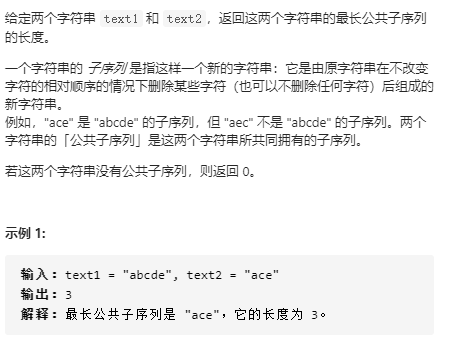 给定两个字符串 text1 和 text2，返回这两个字符串的最长公共子序列
的长度。
一个字符串的 子序列 是指这样一个新的字符串：它是由原字符串在不改变
字符的相对顺序的情况下删除某些字符（也可以不删除任何字符）后组成的
新字符串。
例如，"ace" 是 "abcde" 的子序列，但 "aec" 不是 "abcde" 的子序列。两个
字符串的「公共子序列」是这两个字符串所共同拥有的子序列。
若这两个字符串没有公共子序列，则返回 0。
示例 1:
输入：text1 = "abcde", text2 = "ace"
输出：3
解释：最长公共子序列是 "ace"，它的长度为 3。